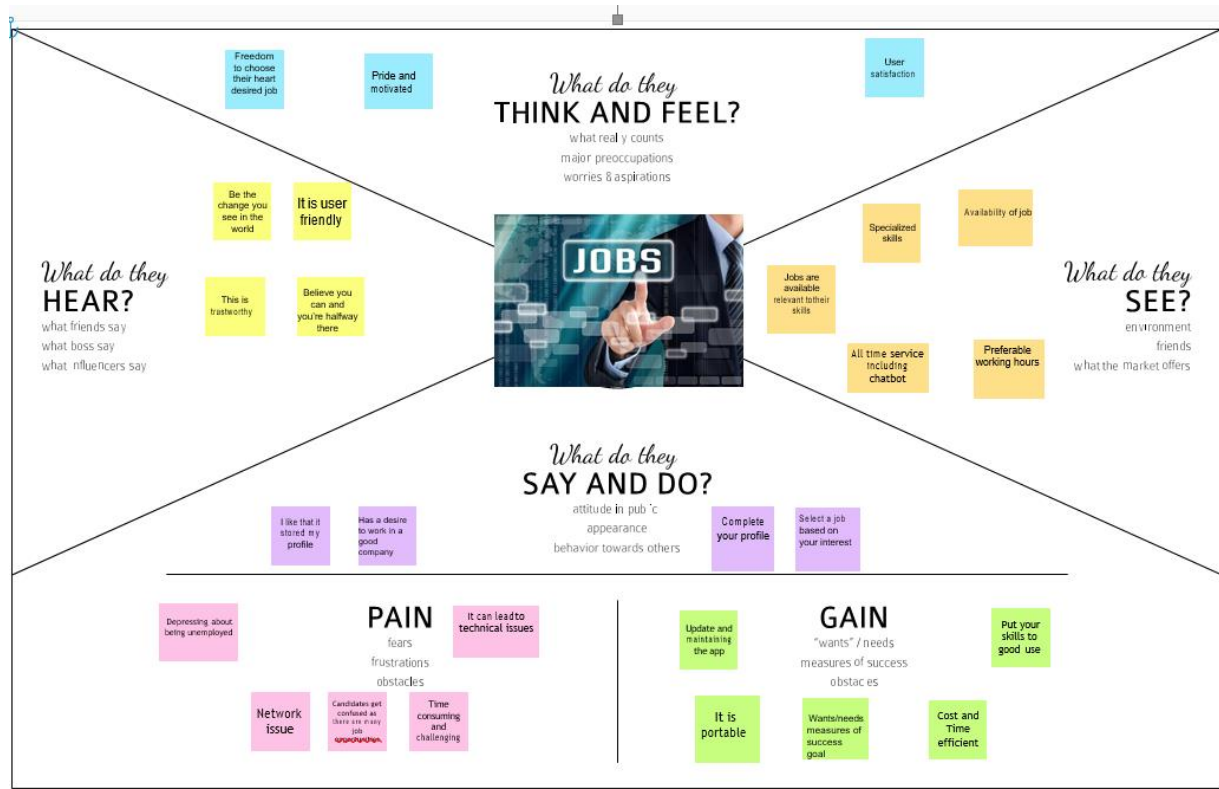 Freedom
to choose
their heart
desired job
Pride and
motivated
What do they
THINK AND FEEL?
what real y counts
major preoccupations
worries & aspirations
User
satisfaction
Be the
change you
see in the
world
It is user
friendly
What do they
HEAR?
what friends say
what boss say
what nfluencers say
This is
trustworthy
Believe you
can and
you're halfway
there
JOBS
Specialized
skills
Availability of job
Jobs are
available
relevant totheir
skills
What do they
SEE?
environment
friends
what the market offers
All time service
including
chatbot
Preferable
working hours
What do they
SAY AND DO?
attitude in pub c
appearance
behavior towards others
I like that it
stored my
profile
Has a desire
to work in a
good
company
Complete
your profile
Select a job
based on
your interest
Depressing about
being unemployed
PAIN
fears
frustrations
obstacles
It can leadto
technical issues
Network
issue
Candidates get
confused as
there are many
job
opportunities
Time
consuming
and
challenging
Update and
maintaining
the app
GAIN
"wants" / needs
measures of success
obstac es
Put your
skills to
good use
It is
portable
Wants/needs
measures of
success
goal
Cost and
Time
efficient